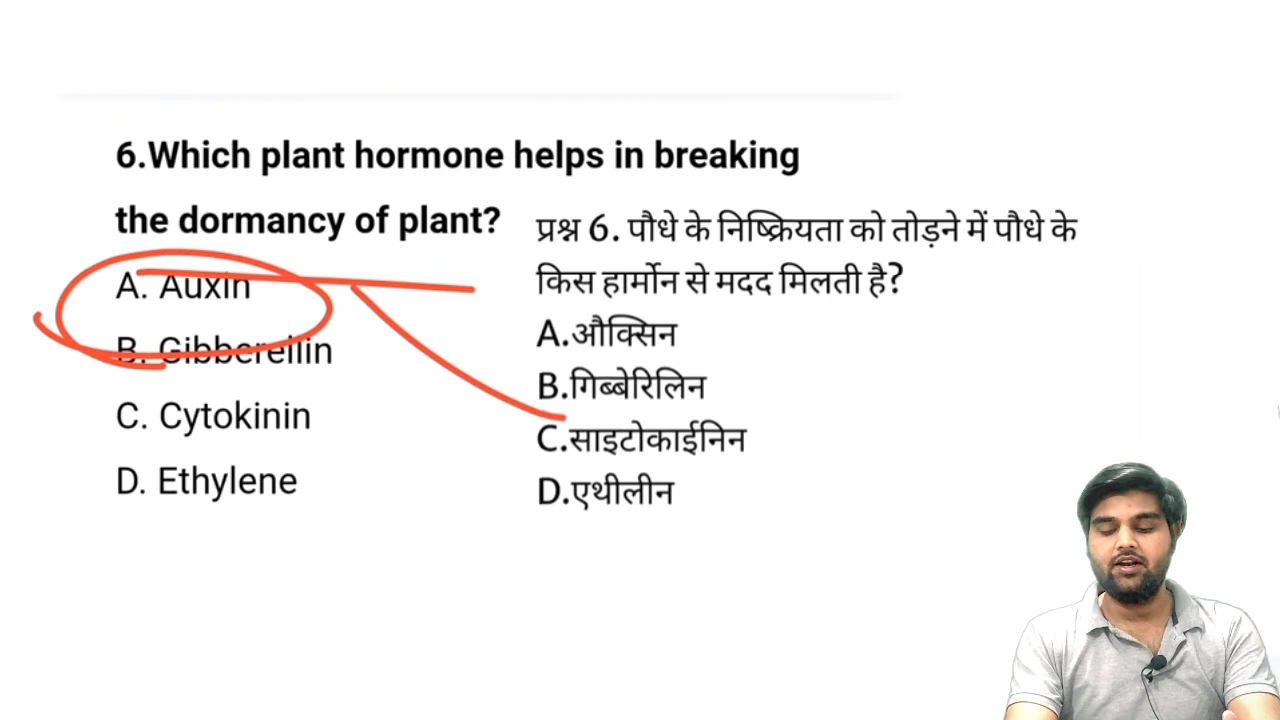 6.Which plant hormone helps in breaking
the dormancy of plant?
A. Auxin
B. Gibberellin
C. Cytokinin
D. Ethylene
प्रश्न 6. पौधे के निष्क्रियता को तोड़ने में पौधे के
किस हार्मोन से मदद मिलती है?
A.औक्सिन
B.गिब्बेरिलिन
C.साइटोकाईनिन
D.एथीलीन